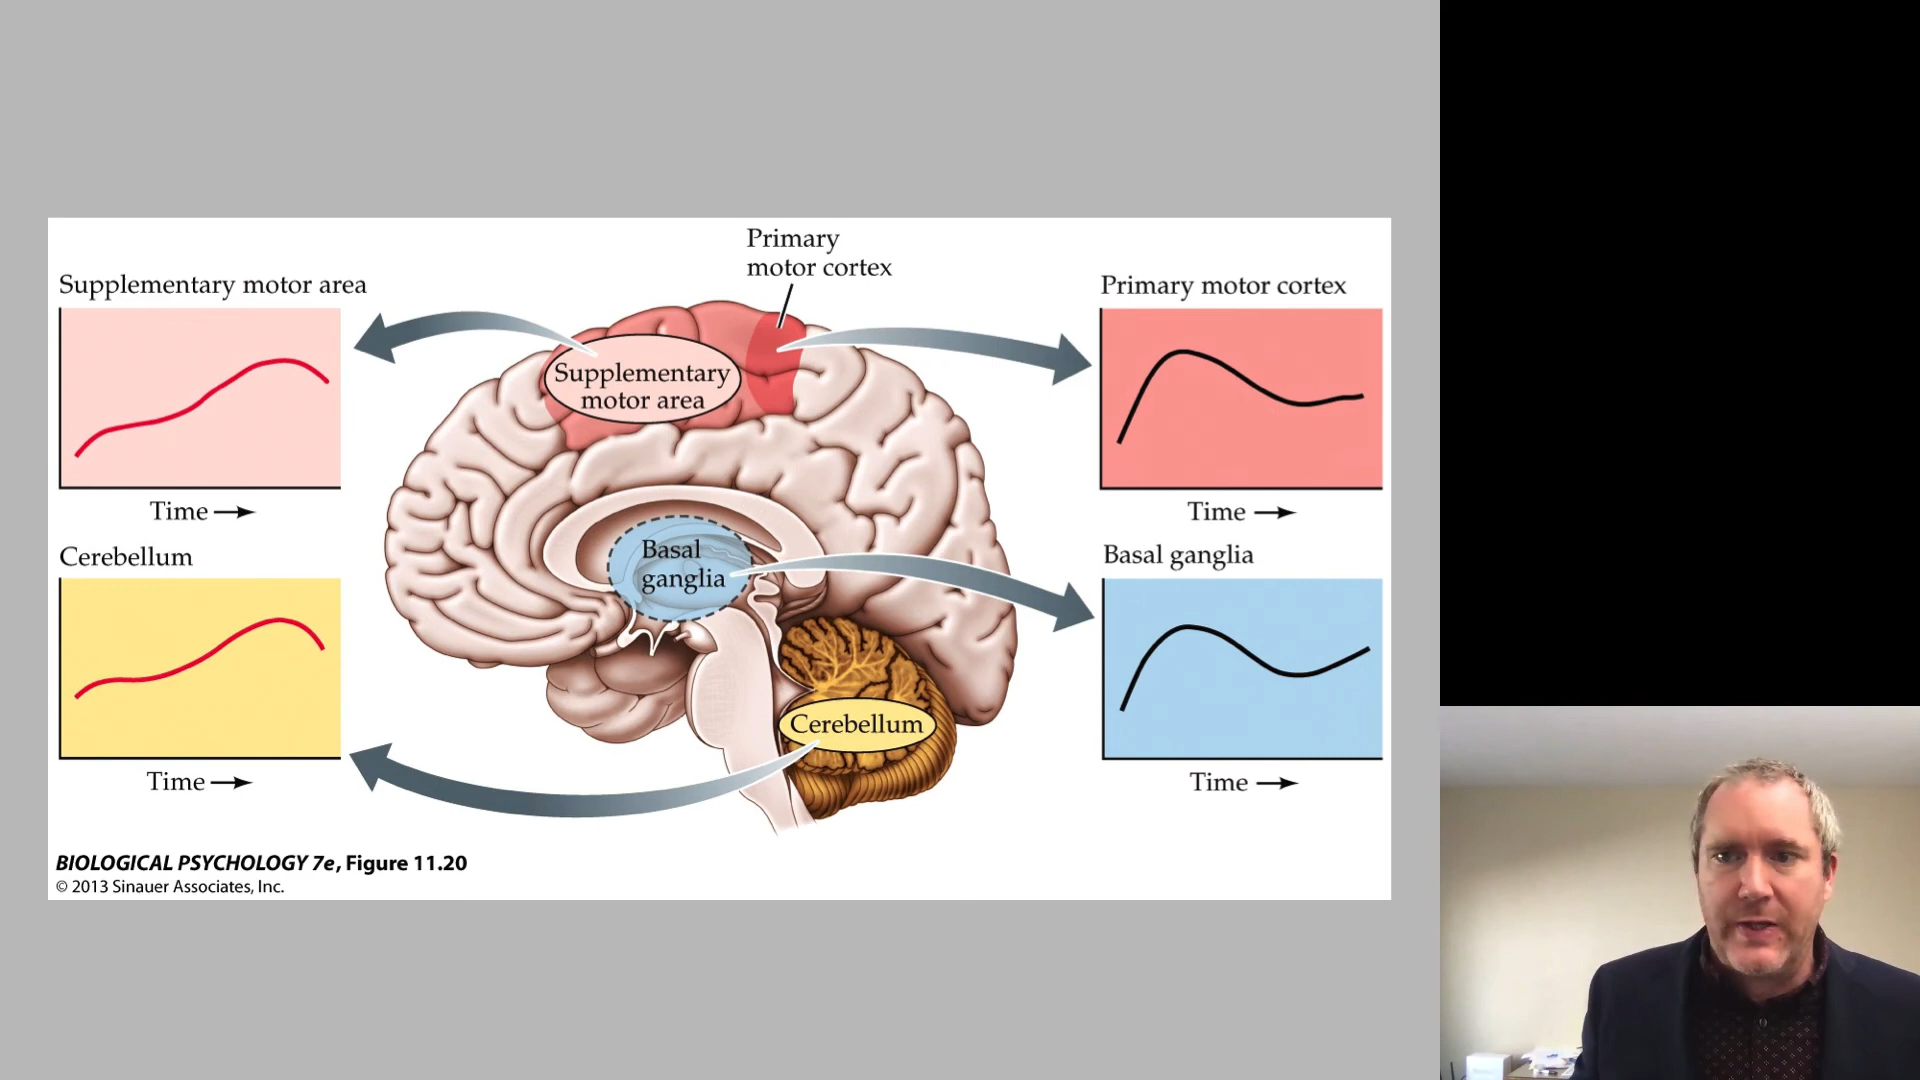 Primary
motor cortex
Supplementary motor area
Primary motor cortex
Supplementary
motor area
Time
Time
Cerebellum
Basal ganglia
Basal
ganglia
Cerebellum
Time
Time
BIOLOGICAL PSYCHOLOGY 7e, Figure 11.20
© 2013 Sinauer Associates, Inc.